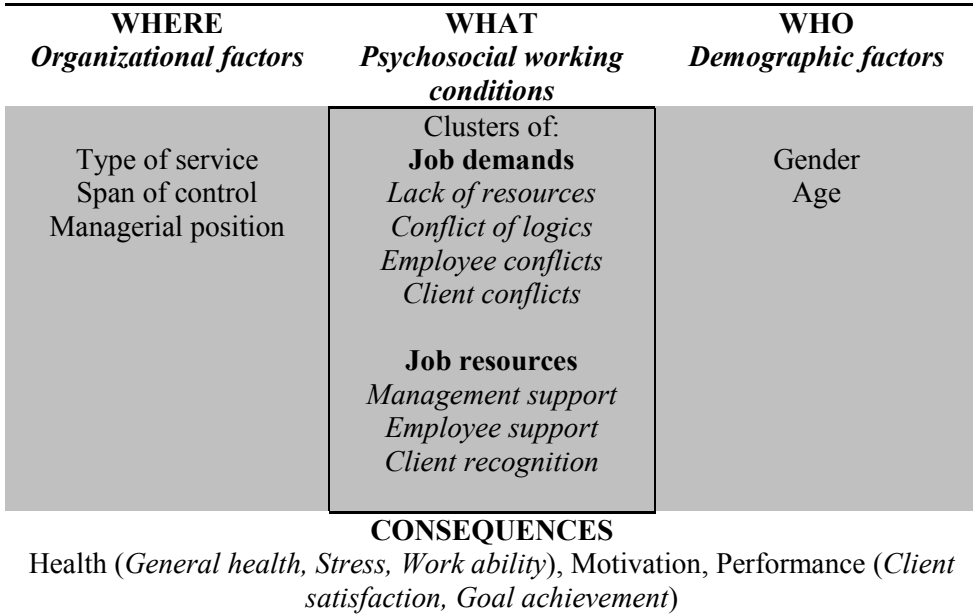 WHERE
Organizational factors
WHAT
Psychosocial working
conditions
WHO
Demographic factors
Type of service
Span of control
Managerial position
Clusters of:
Job demands
Lack of resources
Conflict of logics
Employee conflicts
Client conflicts
Job resources
Management support
Employee support
Client recognition
Gender
Age
CONSEQUENCES
Health (General health, Stress, Work ability), Motivation, Performance (Client
satisfaction, Goal achievement)